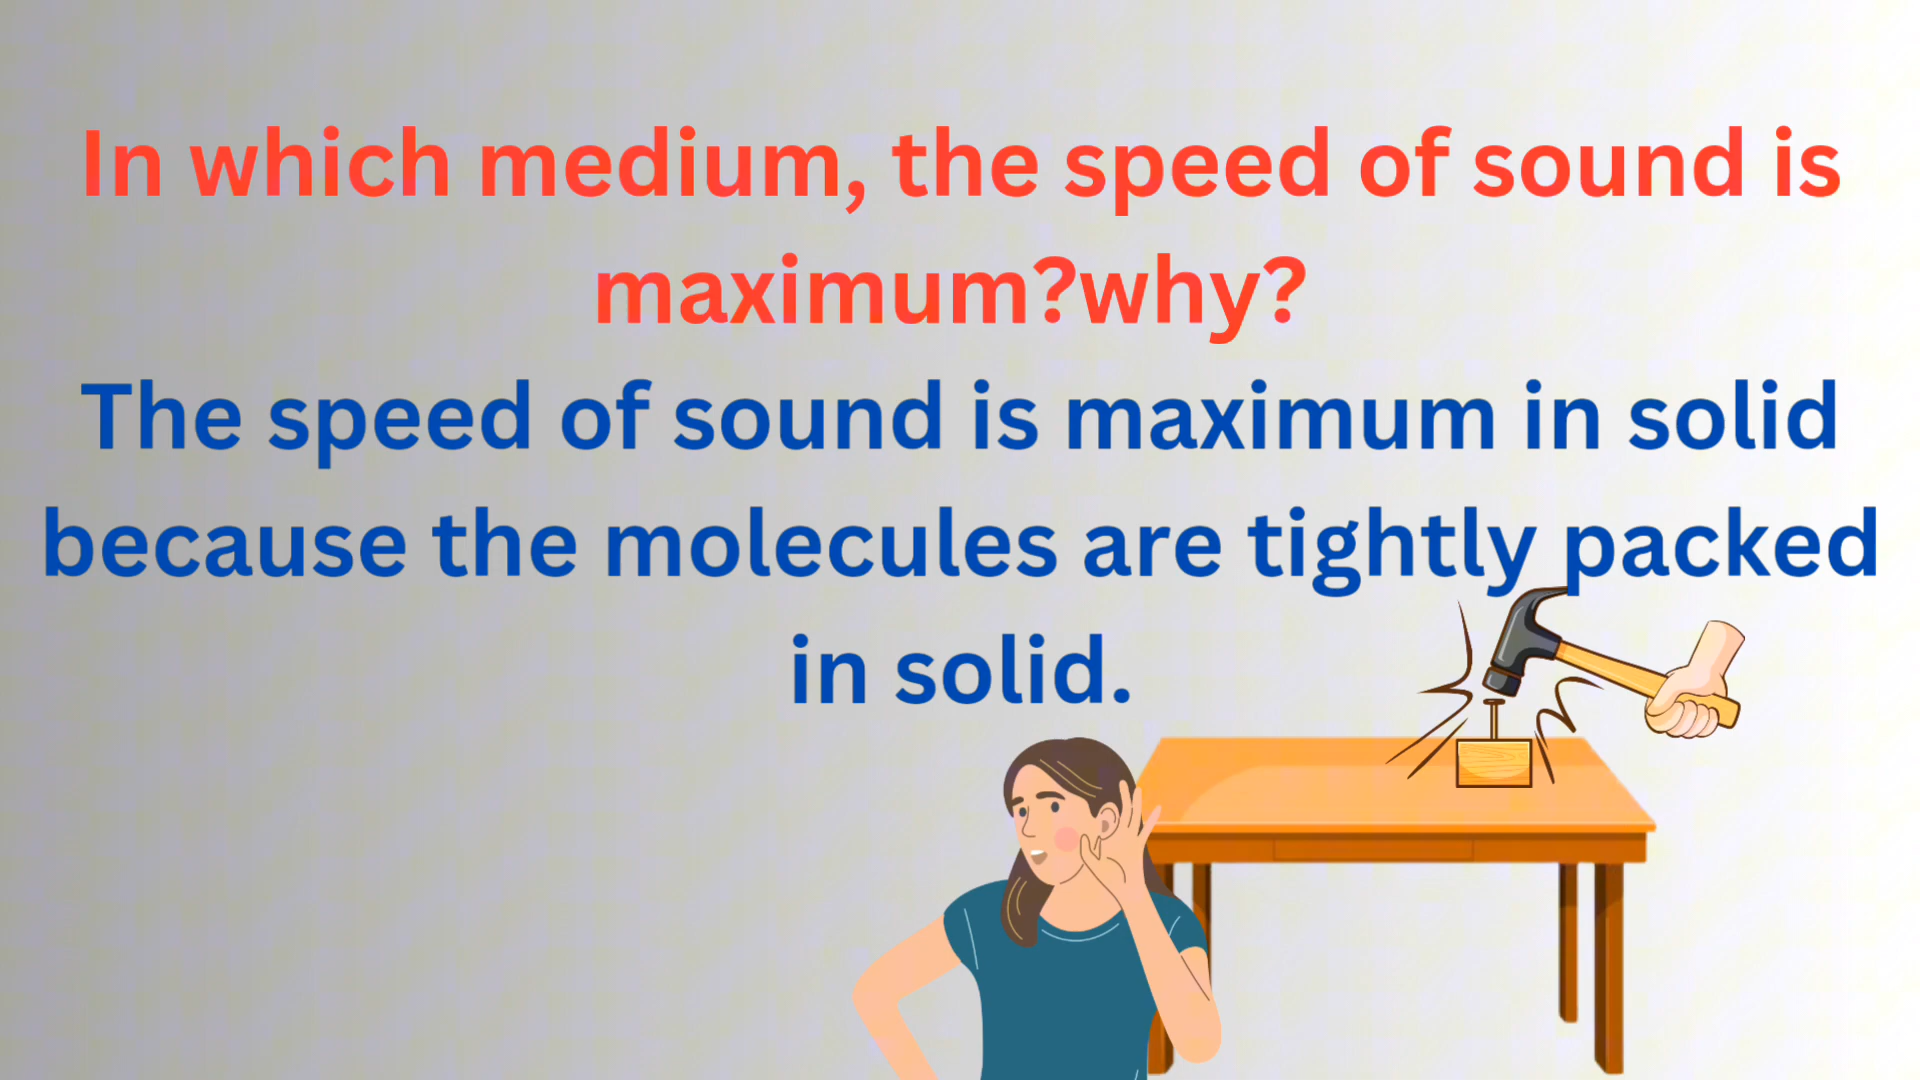 In which medium, the speed of sound is
maximum?why?
The speed of sound is maximum in solid
because the molecules are tightly packed
in solid.